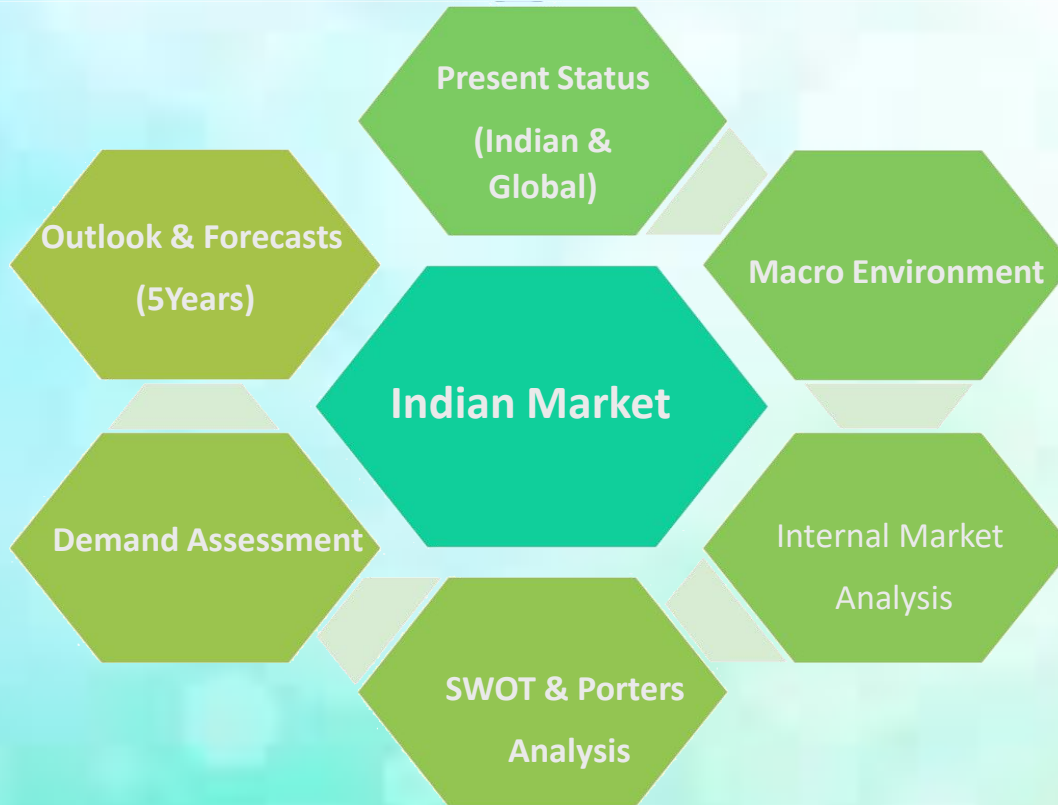 Present Status
(Indian &
Global)
Macro Environment
Internal Market
Analysis
SWOT & Porters
Analysis
Demand Assessment
Outlook & Forecasts
(5Years)
Indian Market